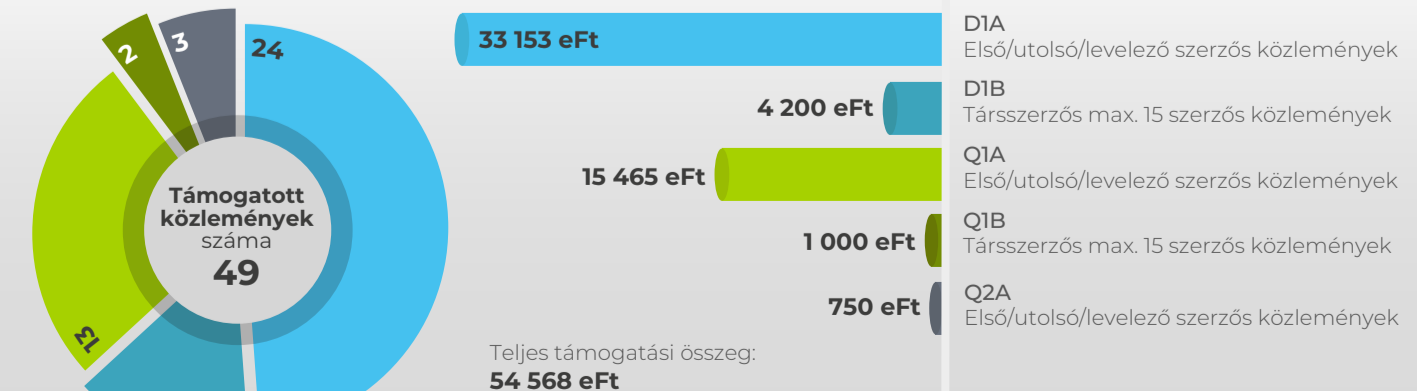 24
3
2
13
Támogatott
közlemények
száma
49
33 153 eFt
D1A
Első/utolsó/levelező szerzős közlemények
4 200 eFt
D1B
Társszerzős max. 15 szerzős közlemények
15 465 eFt
Q1A
Első/utolsó/levelező szerzős közlemények
1 000 eFt
Q1B
Társszerzős max. 15 szerzős közlemények
750 eFt
Q2A
Első/utolsó/levelező szerzős közlemények
Teljes támogatási összeg:
54 568 eFt